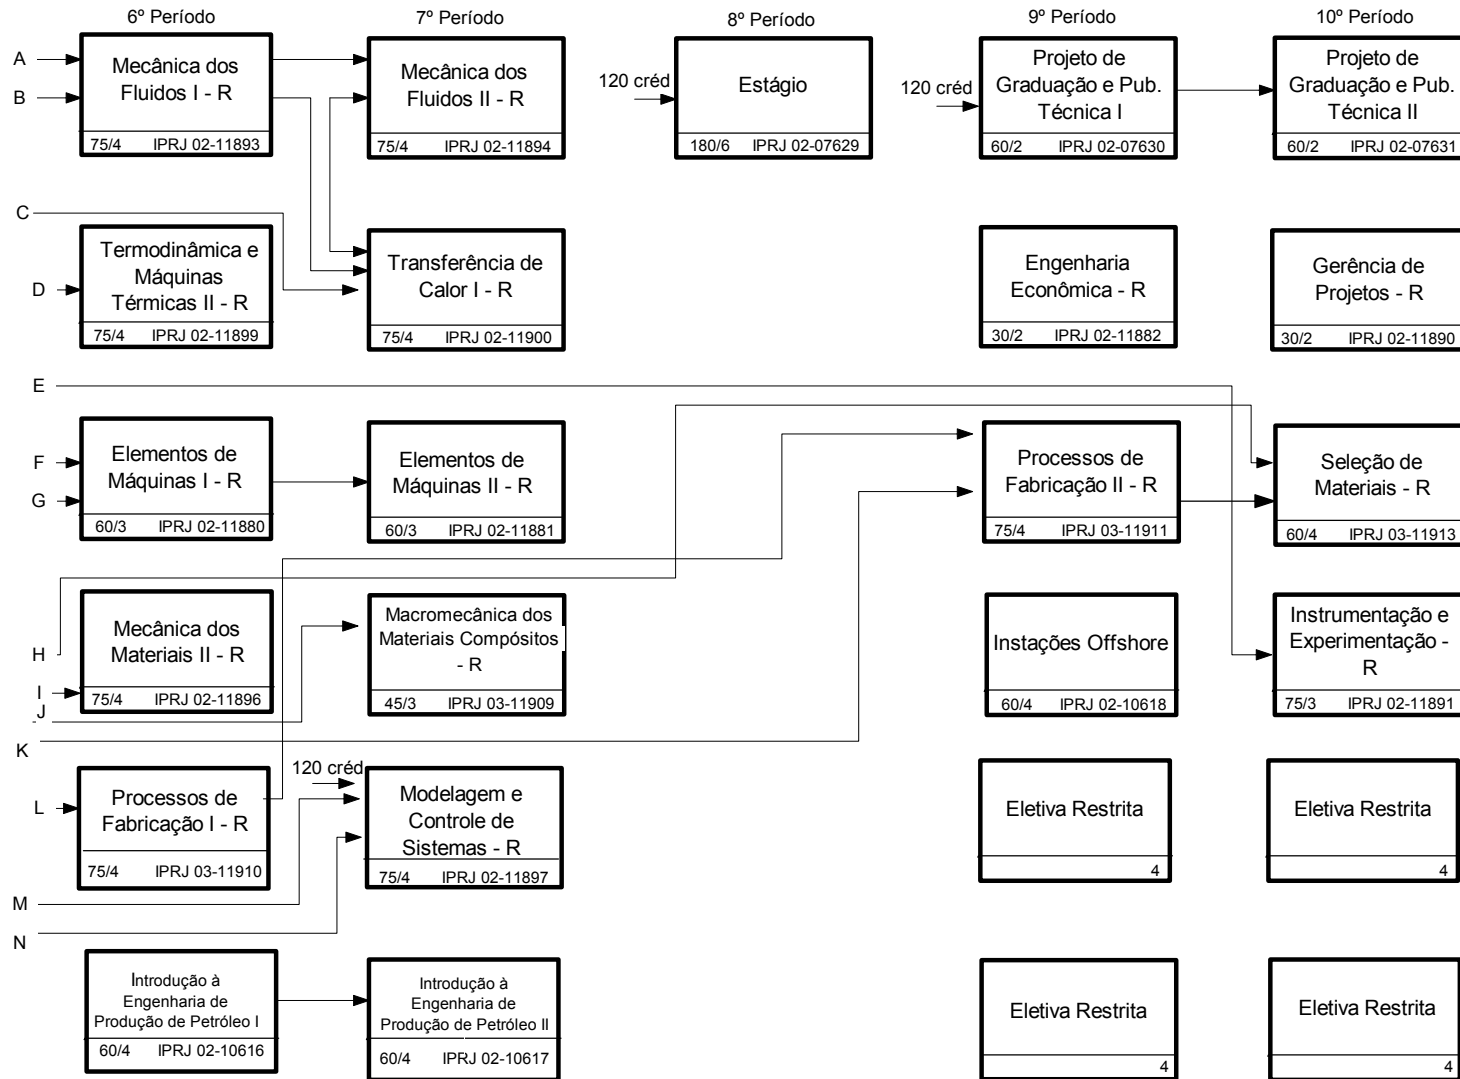 6º Período
7º Período
8º Período
9º Período
10º Período
A
B
Mecânica dos
Fluidos I - R
75/4 IPRJ 02-11893
Mecânica dos
Fluidos II - R
75/4 IPRJ 02-11894
120 créd
Estágio
180/6 IPRJ 02-07629
120 créd
Projeto de
Graduação e Pub.
Técnica I
60/2 IPRJ 02-07630
Projeto de
Graduação e Pub.
Técnica II
60/2 IPRJ 02-07631
C
D
Termodinâmica e
Máquinas
Térmicas II - R
75/4 IPRJ 02-11899
Transferência de
Calor I - R
75/4 IPRJ 02-11900
Engenharia
Econômica - R
30/2 IPRJ 02-11882
Gerência de
Projetos - R
30/2 IPRJ 02-11890
E
F
G
Elementos de
Máquinas I - R
60/3 IPRJ 02-11880
Elementos de
Máquinas II - R
60/3 IPRJ 02-11881
Processos de
Fabricação II - R
75/4 IPRJ 03-11911
Seleção de
Materiais - R
60/4 IPRJ 03-11913
H
I
J
Mecânica dos
Materiais II - R
75/4 IPRJ 02-11896
Macromecânica dos
Materiais Compósitos
- R
45/3 IPRJ 03-11909
Instações Offshore
60/4 IPRJ 02-10618
Instrumentação e
Experimentação -
R
75/3 IPRJ 02-11891
K
L
Processos de
Fabricação I - R
75/4 IPRJ 03-11910
120 créd
Modelagem e
Controle de
Sistemas - R
75/4 IPRJ 02-11897
Eletiva Restrita
4
Eletiva Restrita
4
M
N
Introdução à
Engenharia de
Produção de Petróleo I
60/4 IPRJ 02-10616
Introdução à
Engenharia de
Produção de Petróleo II
60/4 IPRJ 02-10617
Eletiva Restrita
4
Eletiva Restrita
4